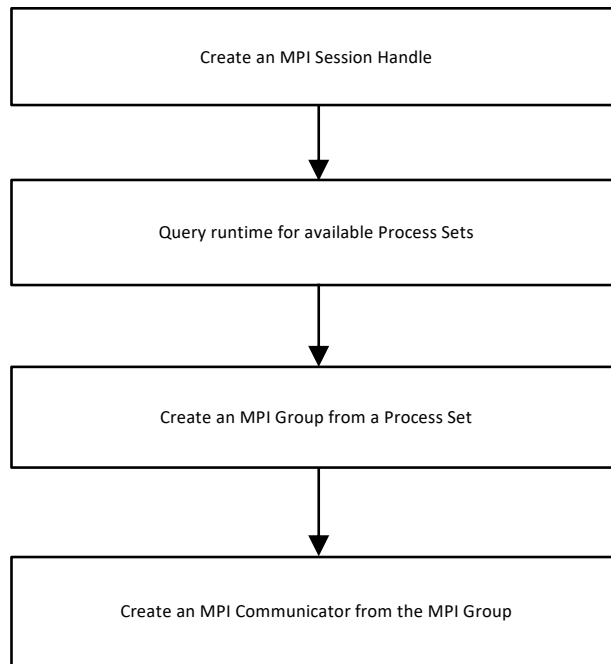 Create an MPI Session Handle
Query runtime for available Process Sets
Create an MPI Group from a Process Set
Create an MPI Communicator from the MPI Group